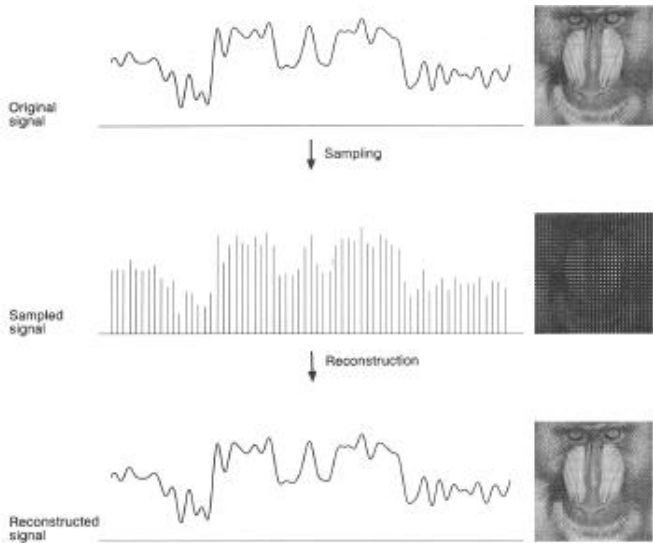 Original
signal
Sampling
Sampled
signal
Reconstruction
Reconstructed
signal